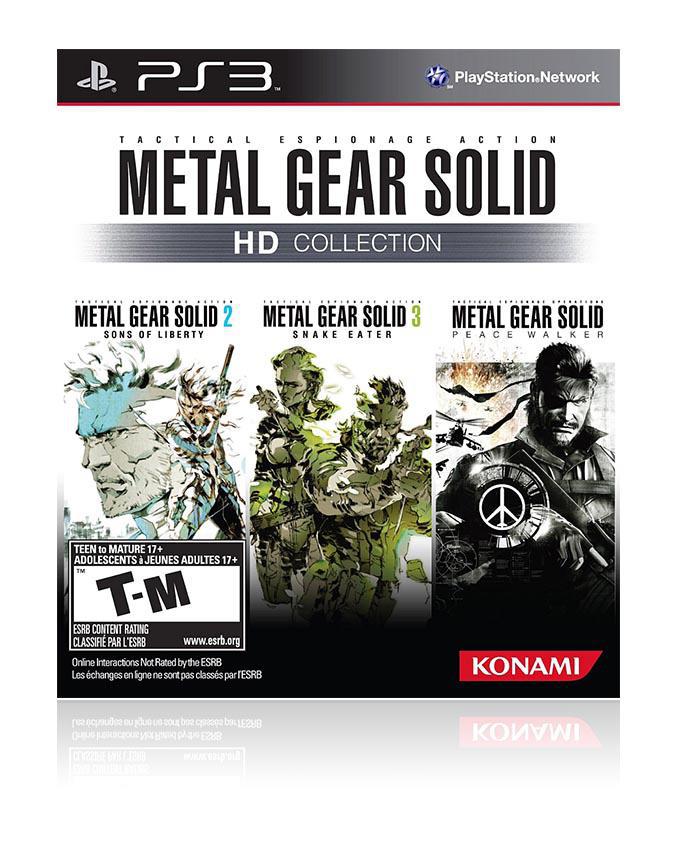 PS3™
PlayStation®Network
TACTICAL ESPIONAGE ACTION
METAL GEAR SOLID
HD COLLECTION
TACTICAL ESPIONAGE ACTION
METAL GEAR SOLID 2
SONS OF LIBERTY
TACTICAL ESPIONAGE ACTION
METAL GEAR SOLID 3
SNAKE EATER
TACTICAL ESPIONAGE OPERATIONS
METAL GEAR SOLID
PEACE WALKER
TEEN to MATURE 17+
ADOLESCENTS à JEUNES ADULTES 17+
™
T-M
ESRB CONTENT RATING
CLASSIFIÉ PAR L'ESRB
www.esrb.org
Online Interactions Not Rated by the ESRB
Les échanges en ligne ne sont pas classés par l'ESRB
KONAMI